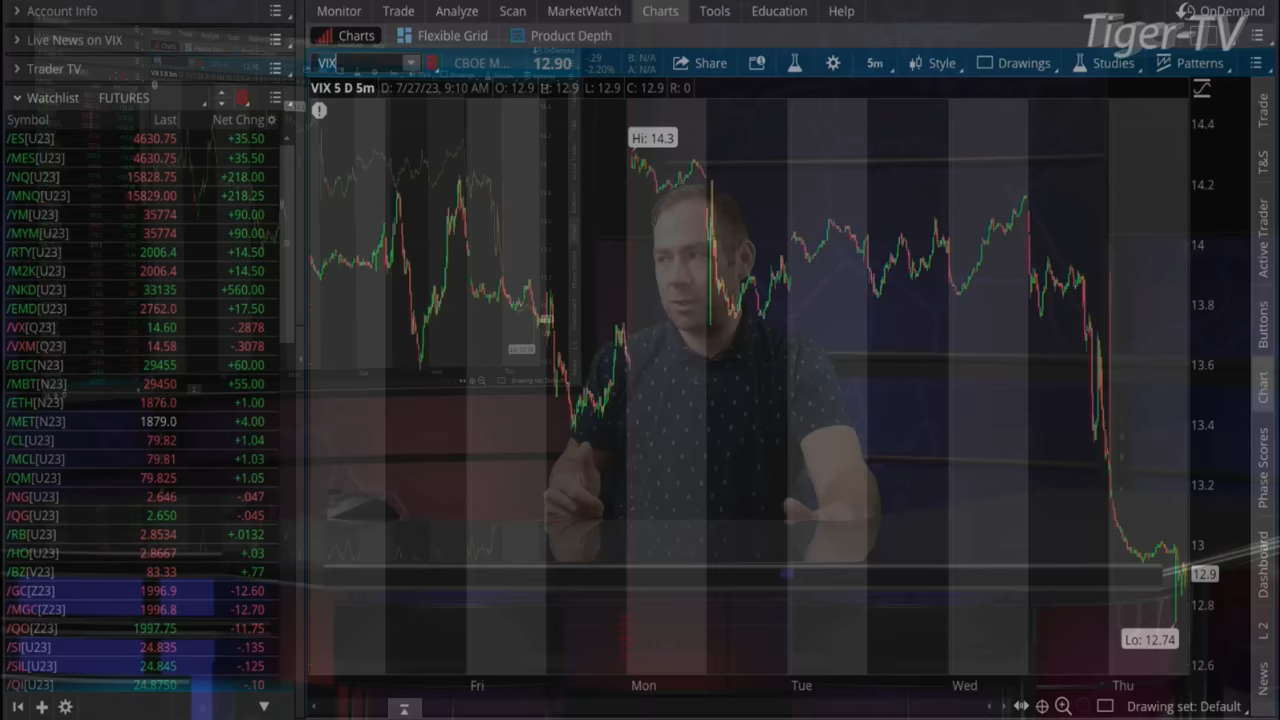 Account Info
Live News on VIX
Trader TV
Watchlist FUTURES
Symbol Last Net Chng
/ES[U23] 4630.75 +35.50
/MES[U23] 4630.75 +35.50
/NQ[U23] 15828.75 +218.00
/MNQ[U23] 15829.00 +218.25
/YM[U23] 35774 +90.00
/MYM[U23] 35774 +90.00
/RTY[U23] 2006.4 +14.50
/M2K[U23] 2006.4 +14.50
/NKD[U23] 33135 +560.00
/EMD[U23] 2762.0 +17.50
/VX[Q23] 14.60 -.2878
/VXM[Q23] 14.58 -.3078
/BTC[N23] 29455 +60.00
/MBT[N23] 29450 +55.00
/ETH[N23] 1876.0 +1.00
/MET[N23] 1879.0 +4.00
/CL[U23] 79.82 +1.04
/MCL[U23] 79.81 +1.03
/QM[U23] 79.825 +1.05
/NG[U23] 2.646 -.047
/QG[U23] 2.650 -.045
/RB[U23] 2.8534 +.0132
/HO[U23] 2.8667 +.03
/BZ[V23] 83.33 +.77
/GC[Z23] 1996.9 -12.60
/MGC[Z23] 1996.8 -12.70
/QO[Z23] 1997.75 -11.75
/SI[U23] 24.835 -.135
/SIL[U23] 24.845 -.125
/QI[U23] 24.8750 -.10
Monitor Trade Analyze Scan MarketWatch Charts Tools Education Help OnDemand
Tiger-TV
Charts Flexible Grid Product Depth
VIX CBOE M... 12.90 -.29 -2.20% B: N/A A: N/A Share 5m Style Drawings Studies Patterns
VIX 5 D 5m D: 7/27/23, 9:10 AM O: 12.9 H: 12.9 L: 12.9 C: 12.9 R: 0
Hi: 14.3
14.4
14.2
14
13.8
13.6
13.4
13.2
13
12.9
12.8
Lo: 12.74
12.6
Fri Mon Tue Wed Thu
Drawing set: Default
Trade
T&S
Active Trader
Buttons
Chart
Phase Scores
Dashboard
L 2
News